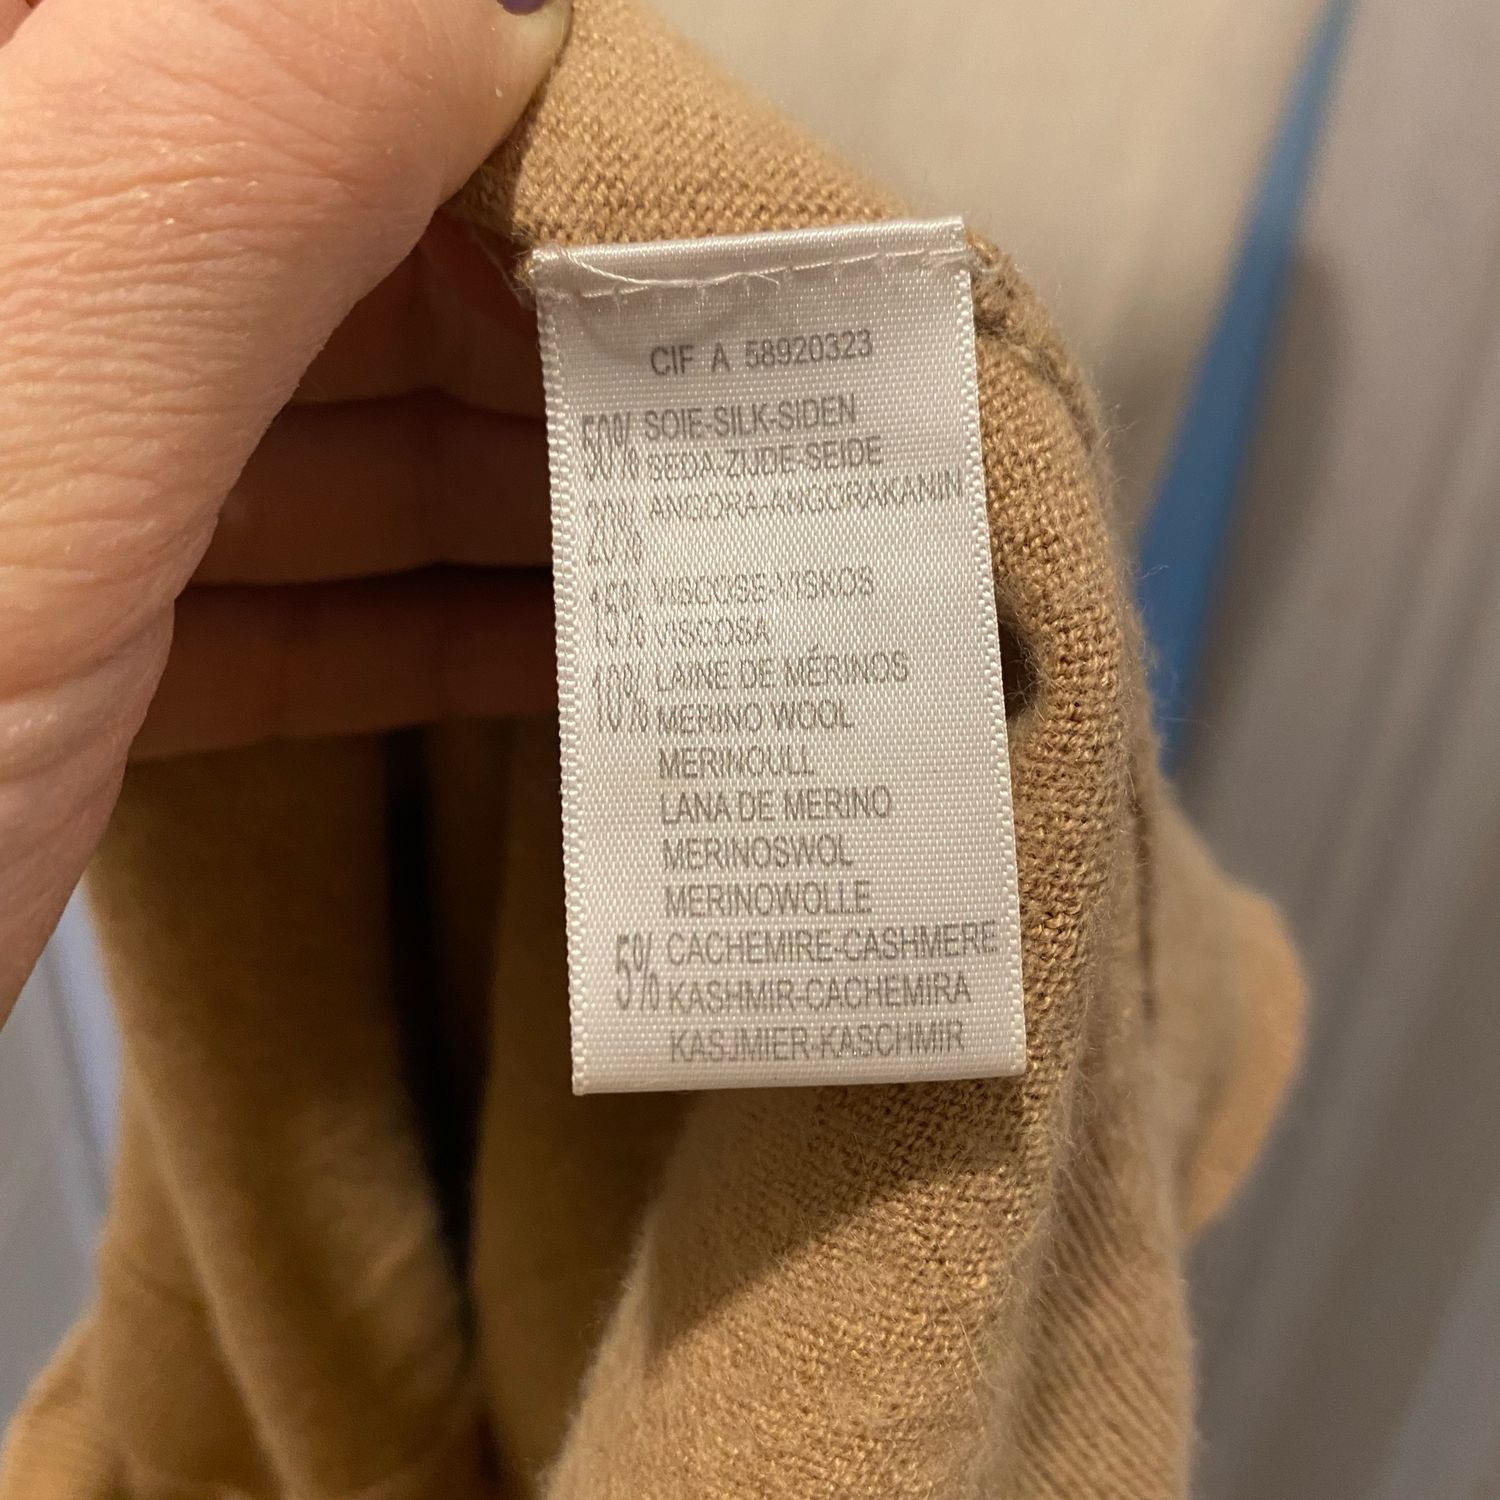 CIF A 58920323
50% SOIE-SILK-SIDEN
SEDA-ZIJDE-SEIDE
20% ANGORA-ANGORAKANIN
15% VISCOSE-VISKOS
VISCOSA
10% LAINE DE MÉRINOS
MERINO WOOL
MERINOULL
LANA DE MERINO
MERINOSWOL
MERINOWOLLE
5% CACHEMIRE-CASHMERE
KASHMIR-CACHEMIRA
KASJMIER-KASCHMIR